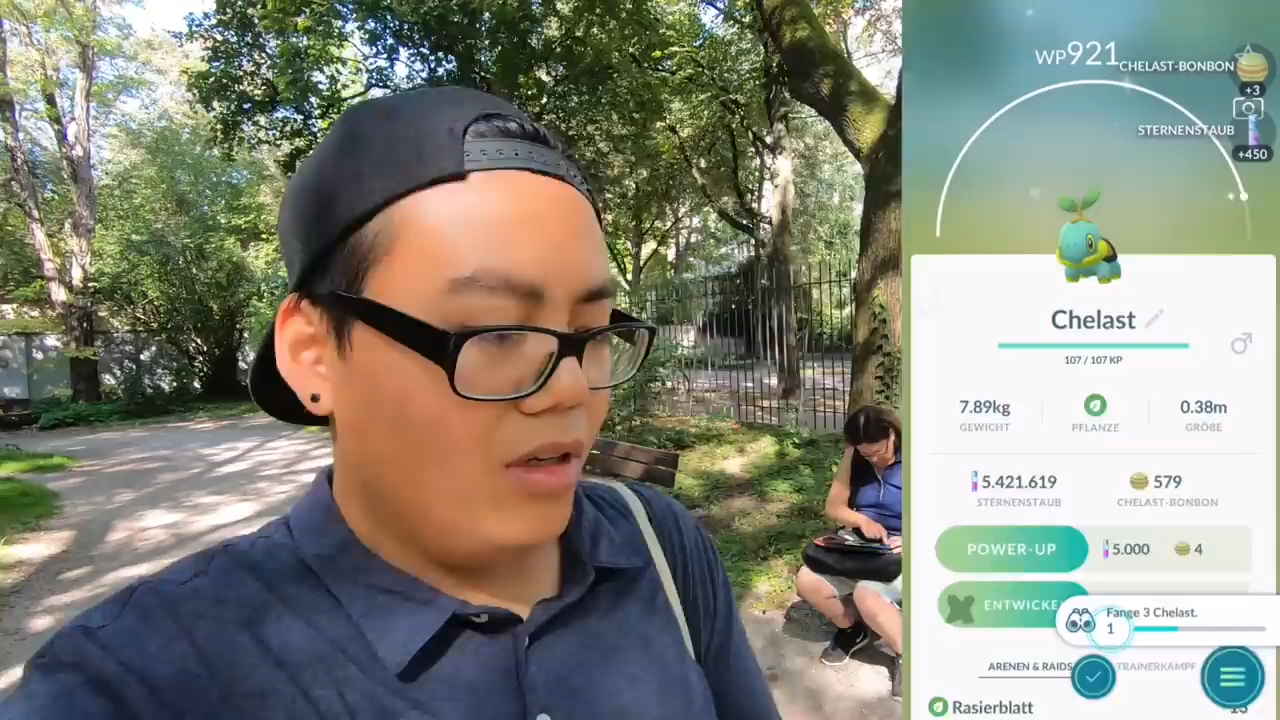 WP921
CHELAST-BONBON
+3
STERNENSTAUB
+450
Chelast
107 / 107 KP
7.89kg
GEWICHT
PFLANZE
0.38m
GRÖẞE
5.421.619
STERNENSTAUB
579
CHELAST-BONBON
POWER-UP
5.000
4
ENTWICKE
Fange 3 Chelast.
1
ARENEN & RAIDS
TRAINERKAMPF
Rasierblatt